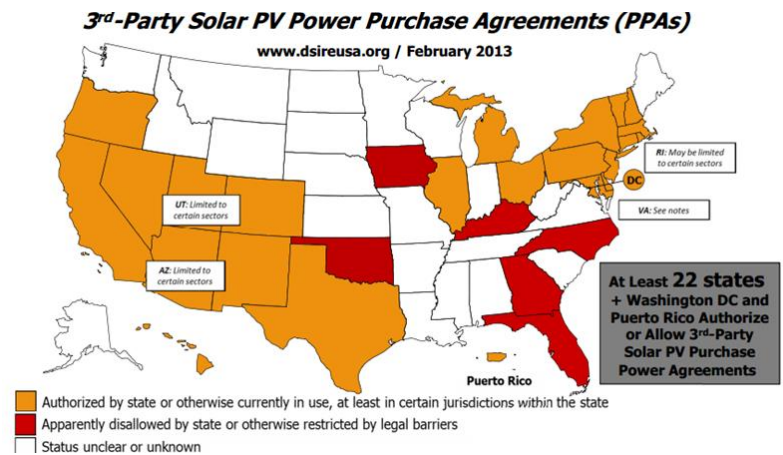 3rd-Party Solar PV Power Purchase Agreements (PPAs)
www.dsireusa.org / February 2013
RI: May be limited
to certain sectors
DC
UT: Limited to
certain sectors
VA: See notes
AZ: Limited to
certain sectors
At Least 22 states
+ Washington DC and
Puerto Rico Authorize
or Allow 3rd-Party
Solar PV Purchase
Power Agreements
Puerto Rico
Authorized by state or otherwise currently in use, at least in certain jurisdictions within the state
Apparently disallowed by state or otherwise restricted by legal barriers
Status unclear or unknown